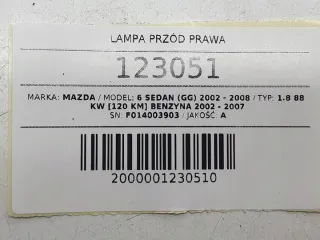 LAMPA PRZÓD PRAWA
123051
MARKA: MAZDA / MODEL: 6 SEDAN (GG) 2002 - 2008 / TYP: 1.8 88
KW [120 KM] BENZYNA 2002 - 2007
SN: F014003903 / JAKOŚĆ: A
2000001230510